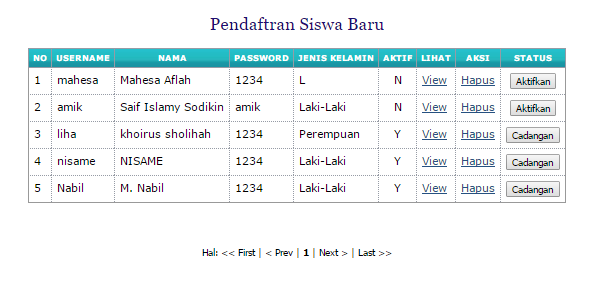 Pendaftran Siswa Baru
NO USERNAME NAMA PASSWORD JENIS KELAMIN AKTIF LIHAT AKSI STATUS
1 mahesa Mahesa Aflah 1234 L N View Hapus Aktifkan
2 amik Saif Islamy Sodikin amik Laki-Laki N View Hapus Aktifkan
3 liha khoirus sholihah 1234 Perempuan Y View Hapus Cadangan
4 nisame NISAME 1234 Laki-Laki Y View Hapus Cadangan
5 Nabil M. Nabil 1234 Laki-Laki Y View Hapus Cadangan
Hal: << First | < Prev | 1 | Next > | Last >>